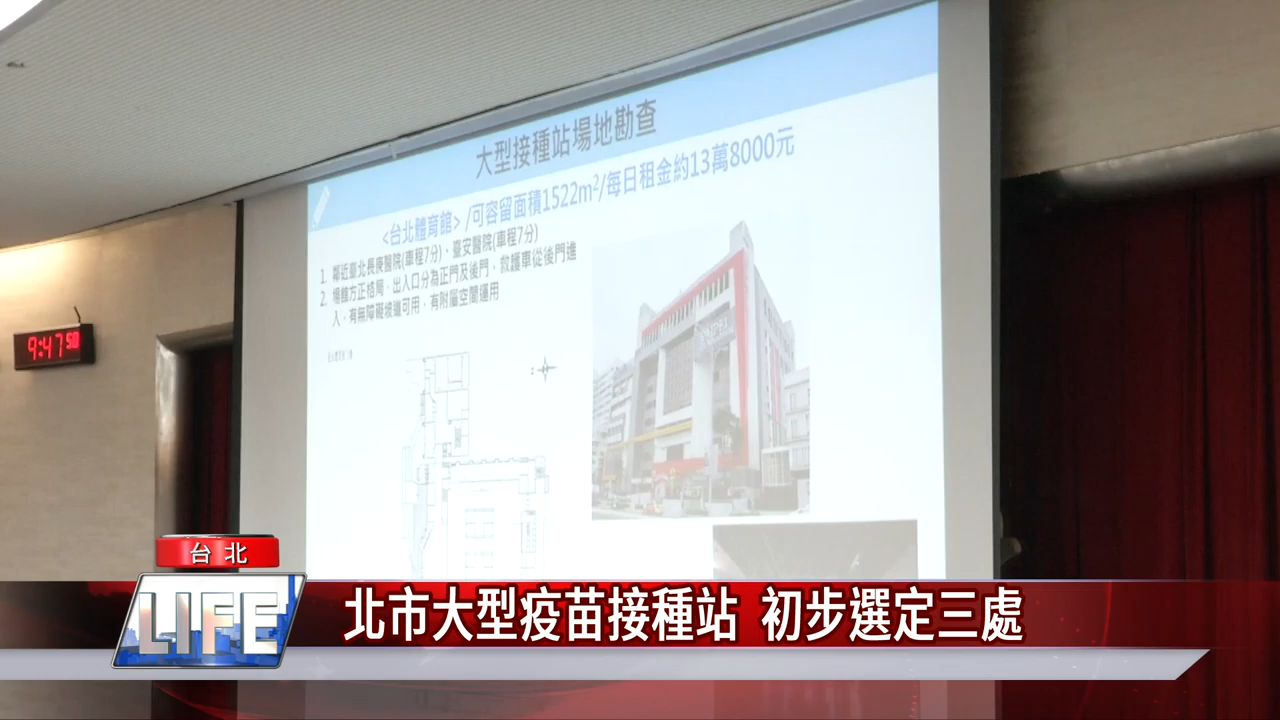 大型接種站場地勘查
<台北體育館> /可容留面積1522m²/每日租金約13萬8000元
1. 鄰近臺北長庚醫院(車程7分)、臺安醫院(車程7分)
2. 場館方正格局，出入口分為正門及後門，救護車從後門進
入，有無障礙坡道可用，有附屬空間運用
9:47 50
台北
LIFE
北市大型疫苗接種站 初步選定三處